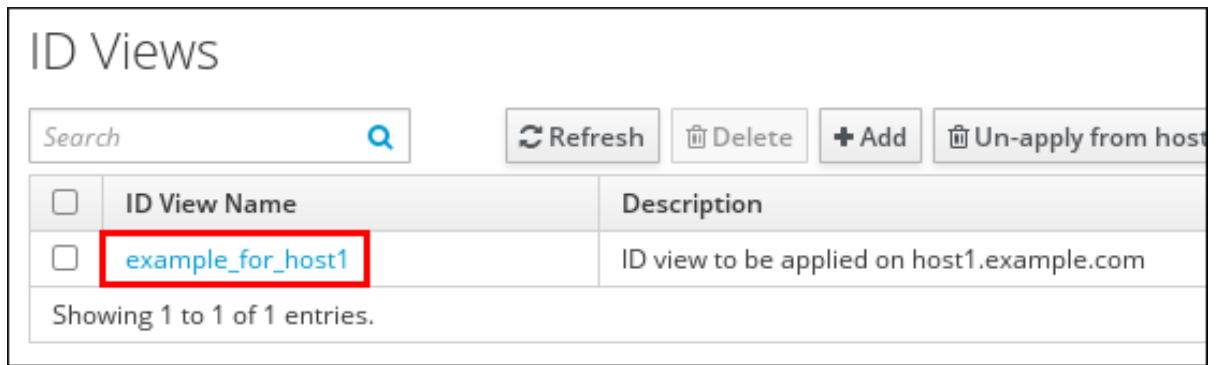 ID Views
Search Refresh Delete Add Un-apply from host
ID View Name Description
example_for_host1 ID view to be applied on host1.example.com
Showing 1 to 1 of 1 entries.